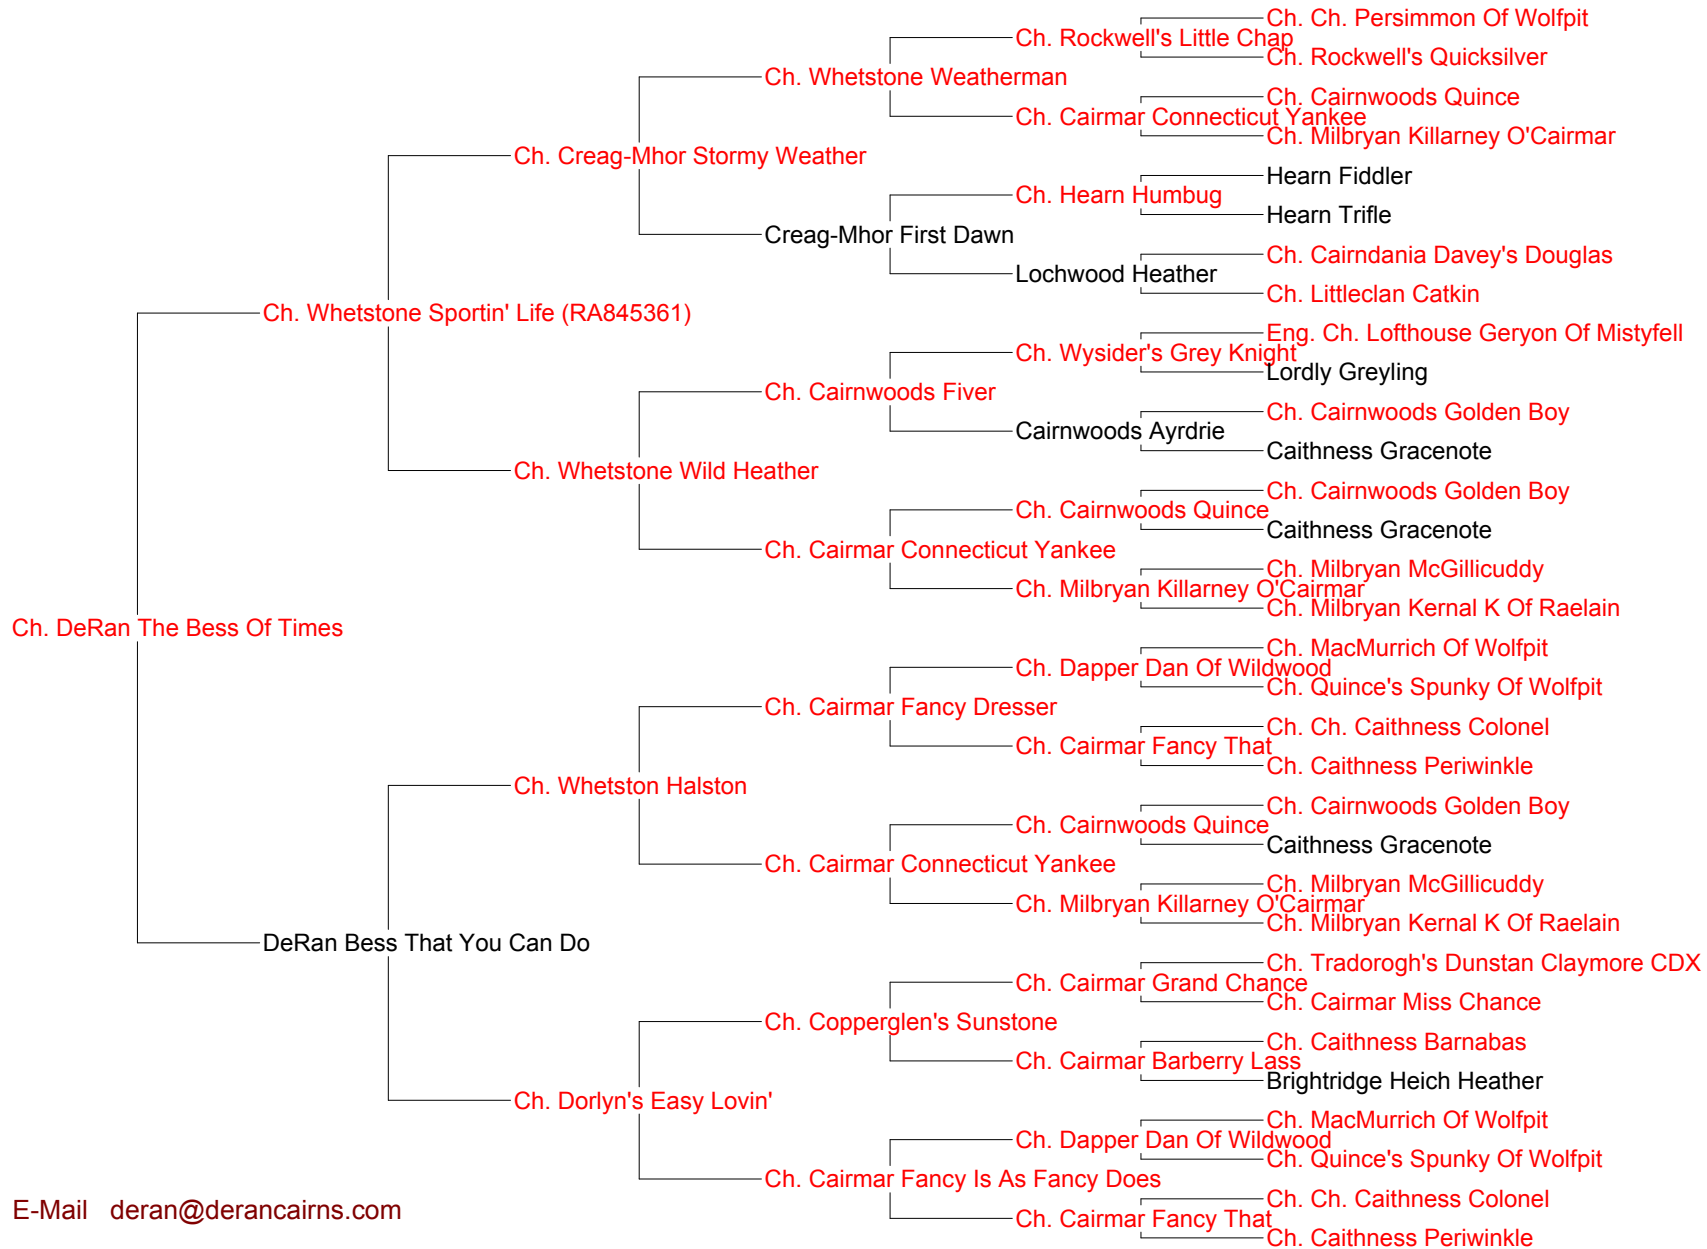 Ch. Ch. Persimmon Of Wolfpit
Ch. Rockwell's Little Chap
Ch. Rockwell's Quicksilver
Ch. Whetstone Weatherman
Ch. Cairnwoods Quince
Ch. Cairmar Connecticut Yankee
Ch. Milbryan Killarney O'Cairmar
Ch. Creag-Mhor Stormy Weather
Hearn Fiddler
Ch. Hearn Humbug
Hearn Trifle
Creag-Mhor First Dawn
Ch. Cairndania Davey's Douglas
Lochwood Heather
Ch. Littleclan Catkin
Ch. Whetstone Sportin' Life (RA845361)
Eng. Ch. Lofthouse Geryon Of Mistyfell
Ch. Wysider's Grey Knight
Lordly Greyling
Ch. Cairnwoods Fiver
Ch. Cairnwoods Golden Boy
Cairnwoods Ayrdrie
Caithness Gracenote
Ch. Whetstone Wild Heather
Ch. Cairnwoods Golden Boy
Ch. Cairnwoods Quince
Caithness Gracenote
Ch. Cairmar Connecticut Yankee
Ch. Milbryan McGillicuddy
Ch. Milbryan Killarney O'Cairmar
Ch. Milbryan Kernal K Of Raelain
Ch. DeRan The Bess Of Times
Ch. MacMurrich Of Wolfpit
Ch. Dapper Dan Of Wildwood
Ch. Quince's Spunky Of Wolfpit
Ch. Cairmar Fancy Dresser
Ch. Ch. Caithness Colonel
Ch. Cairmar Fancy That
Ch. Caithness Periwinkle
Ch. Whetston Halston
Ch. Cairnwoods Golden Boy
Ch. Cairnwoods Quince
Caithness Gracenote
Ch. Cairmar Connecticut Yankee
Ch. Milbryan McGillicuddy
Ch. Milbryan Killarney O'Cairmar
Ch. Milbryan Kernal K Of Raelain
DeRan Bess That You Can Do
Ch. Tradorogh's Dunstan Claymore CDX
Ch. Cairmar Grand Chance
Ch. Cairmar Miss Chance
Ch. Copperglen's Sunstone
Ch. Caithness Barnabas
Ch. Cairmar Barberry Lass
Brightridge Heich Heather
Ch. Dorlyn's Easy Lovin'
Ch. MacMurrich Of Wolfpit
Ch. Dapper Dan Of Wildwood
Ch. Quince's Spunky Of Wolfpit
Ch. Cairmar Fancy Is As Fancy Does
Ch. Ch. Caithness Colonel
Ch. Cairmar Fancy That
Ch. Caithness Periwinkle
E-Mail deran@derancairns.com